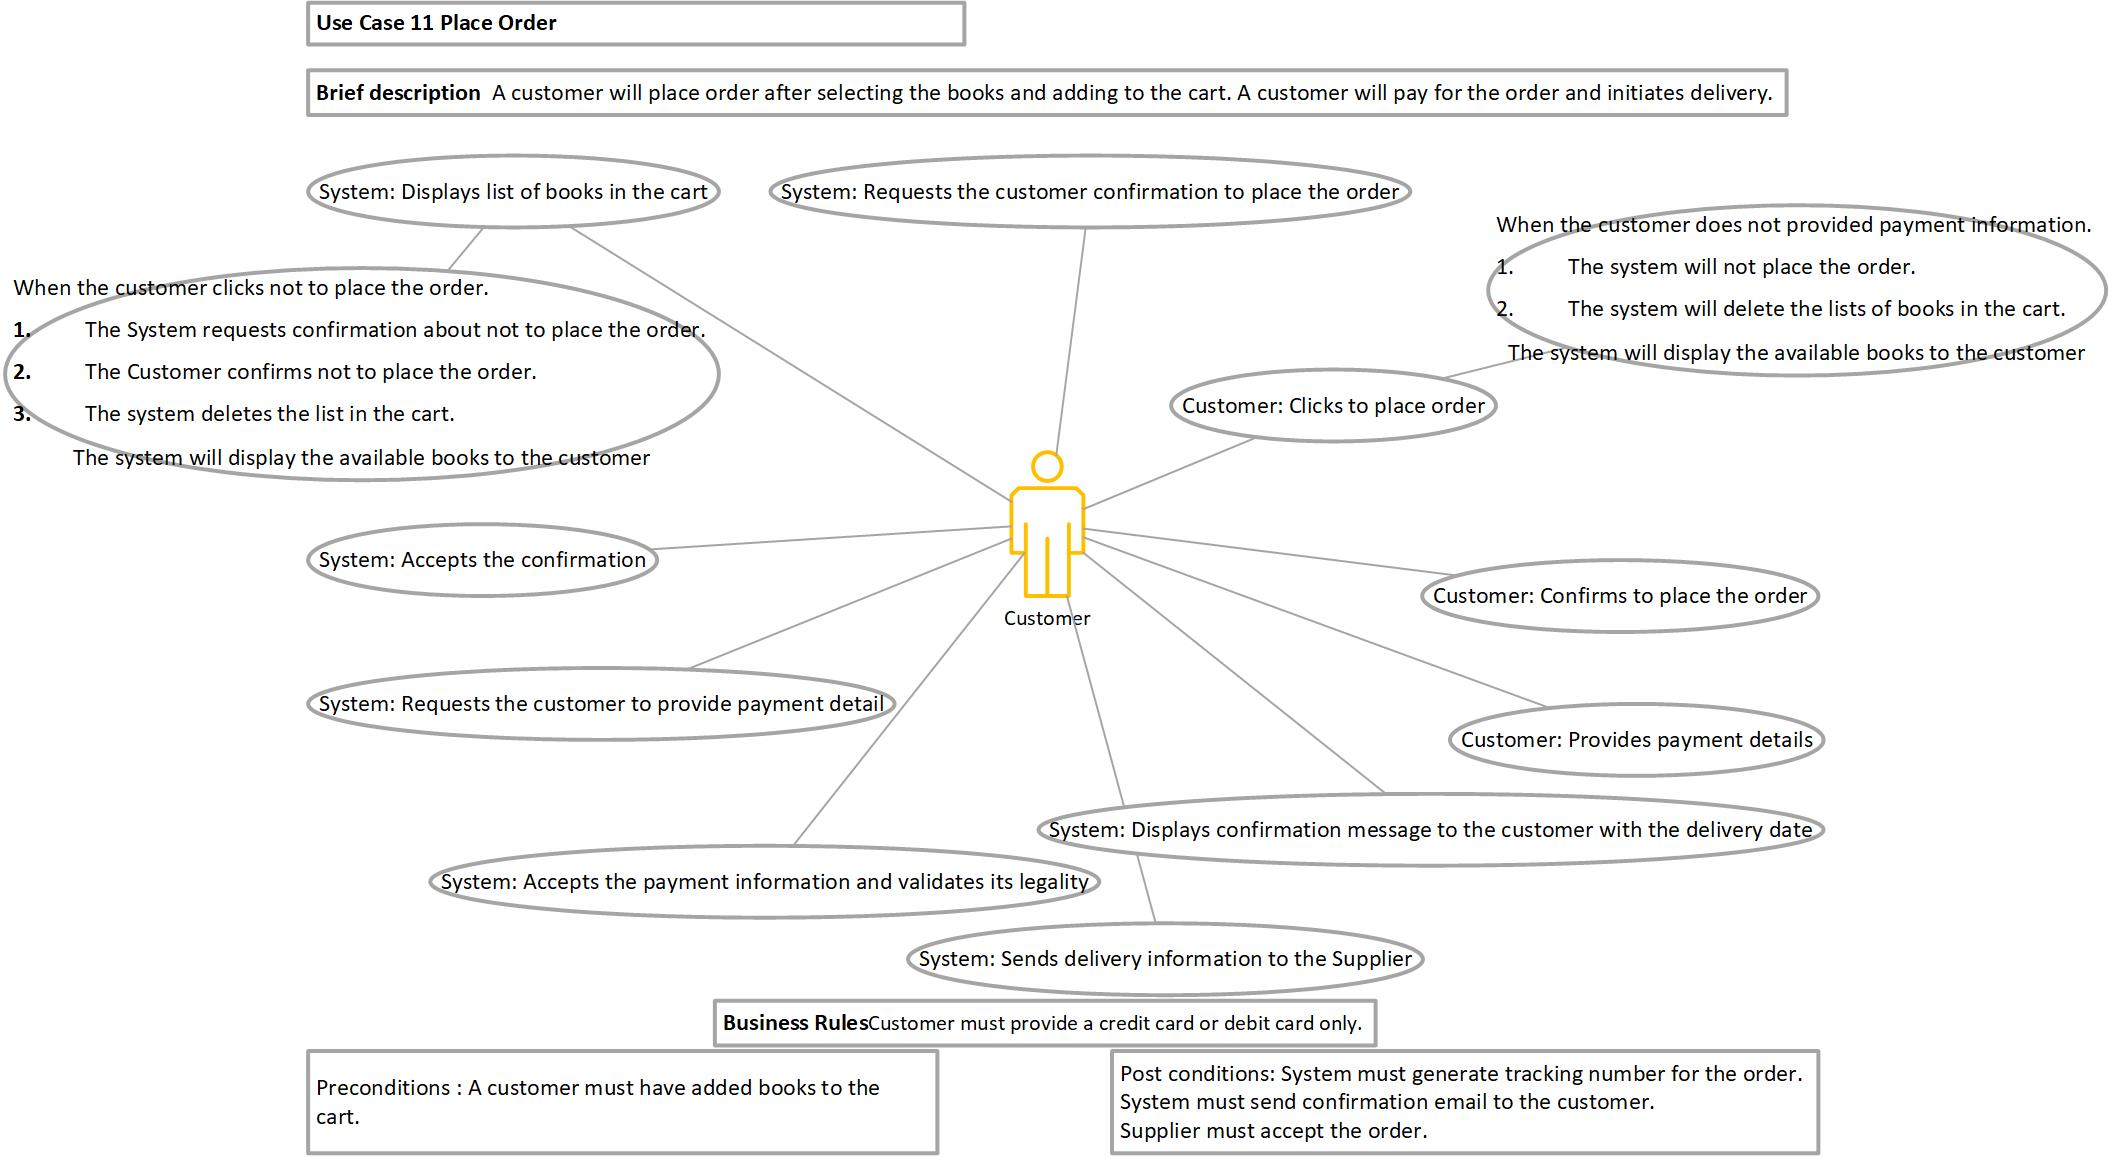 Use Case 11 Place Order
Brief description  A customer will place order after selecting the books and adding to the cart. A customer will pay for the order and initiates delivery.
System: Displays list of books in the cart
System: Requests the customer confirmation to place the order
When the customer does not provided payment information.
1. The system will not place the order.
2. The system will delete the lists of books in the cart.
The system will display the available books to the customer
When the customer clicks not to place the order.
1. The System requests confirmation about not to place the order.
2. The Customer confirms not to place the order.
3. The system deletes the list in the cart.
The system will display the available books to the customer
Customer: Clicks to place order
System: Accepts the confirmation
Customer
Customer: Confirms to place the order
System: Requests the customer to provide payment detail
Customer: Provides payment details
System: Displays confirmation message to the customer with the delivery date
System: Accepts the payment information and validates its legality
System: Sends delivery information to the Supplier
Business RulesCustomer must provide a credit card or debit card only.
Preconditions : A customer must have added books to the
cart.
Post conditions: System must generate tracking number for the order.
System must send confirmation email to the customer.
Supplier must accept the order.